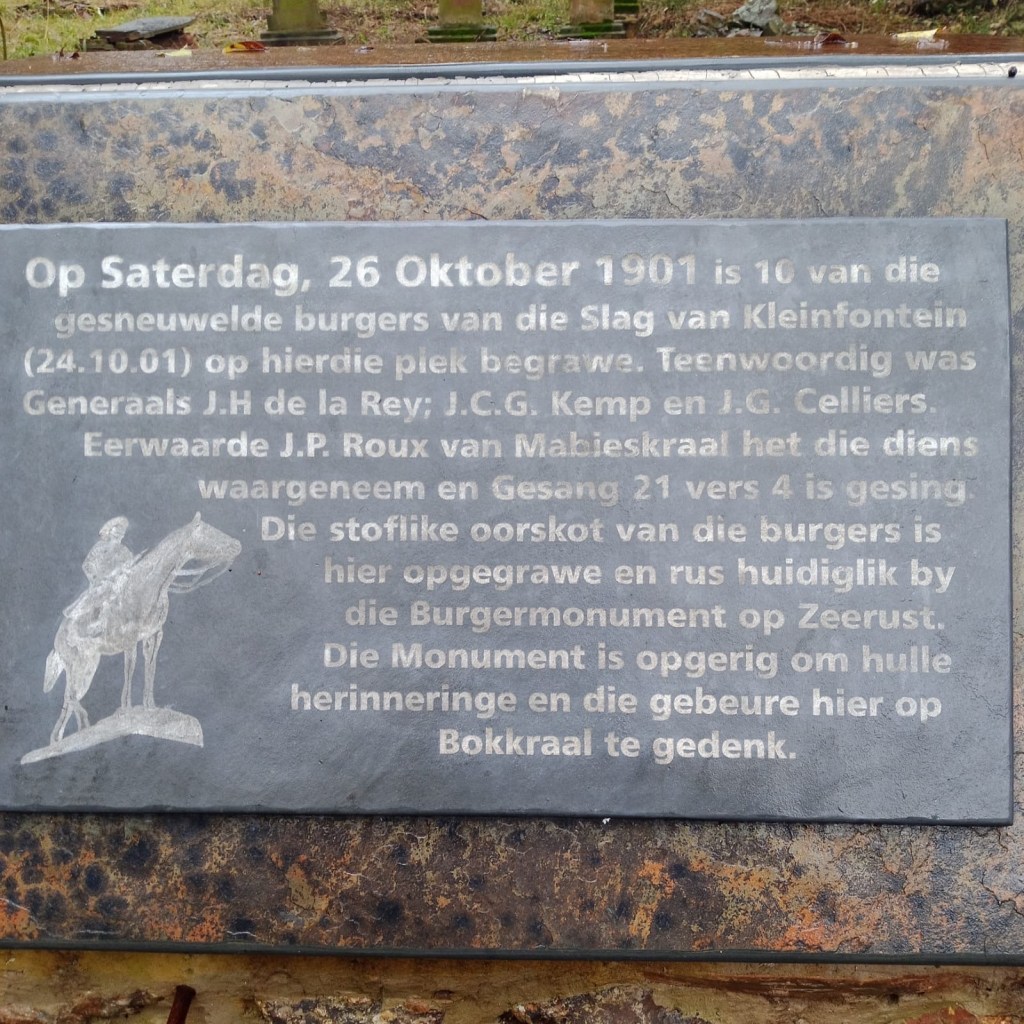 Op Saterdag, 26 Oktober 1901 is 10 van die
gesneuwelde burgers van die Slag van Kleinfontein
(24.10.01) op hierdie plek begrawe. Teenwoordig was
Generaals J.H de la Rey; J.C.G. Kemp en J.G. Celliers.
Eerwaarde J.P. Roux van Mabieskraal het die diens
waargeneem en Gesang 21 vers 4 is gesing.
Die stoflike oorskot van die burgers is
hier opgegrawe en rus huidiglik by
die Burgermonument op Zeerust.
Die Monument is opgerig om hulle
herinneringe en die gebeure hier op
Bokkraal te gedenk.